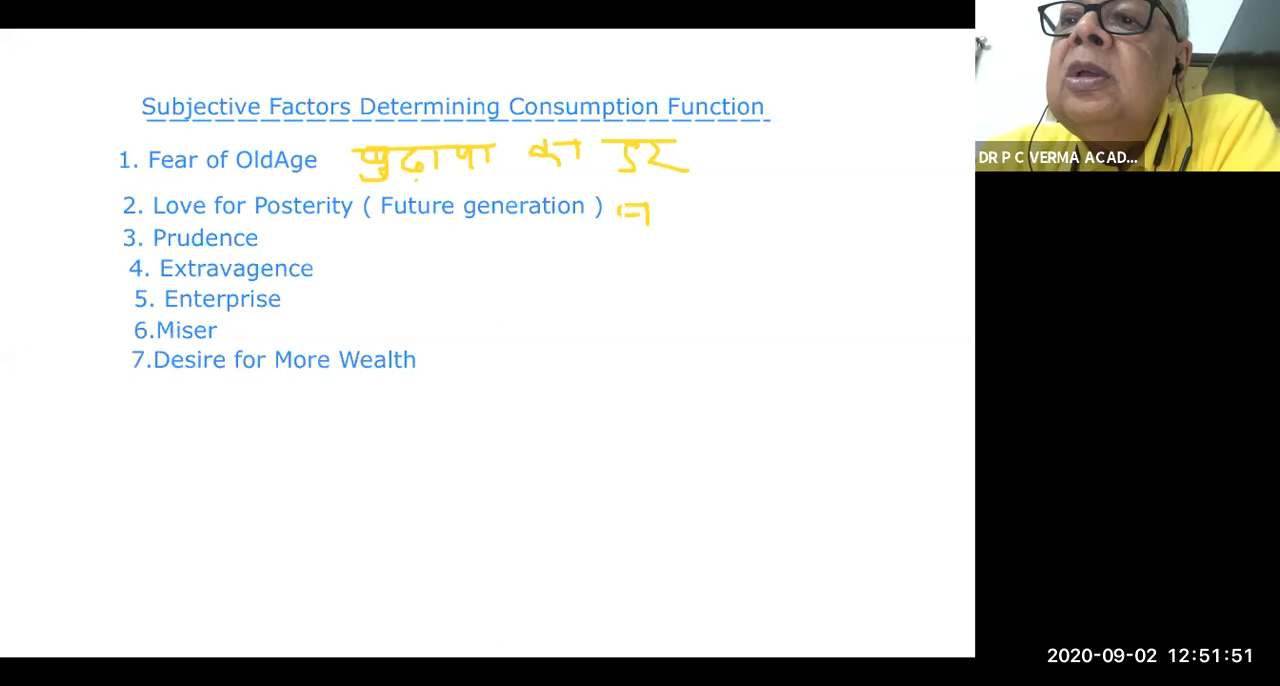 Subjective Factors Determining Consumption Function
1. Fear of OldAge बुढ़ापा का डर
2. Love for Posterity ( Future generation )
3. Prudence
4. Extravagence
5. Enterprise
6.Miser
7.Desire for More Wealth
DR P C VERMA ACAD...
2020-09-02 12:51:51